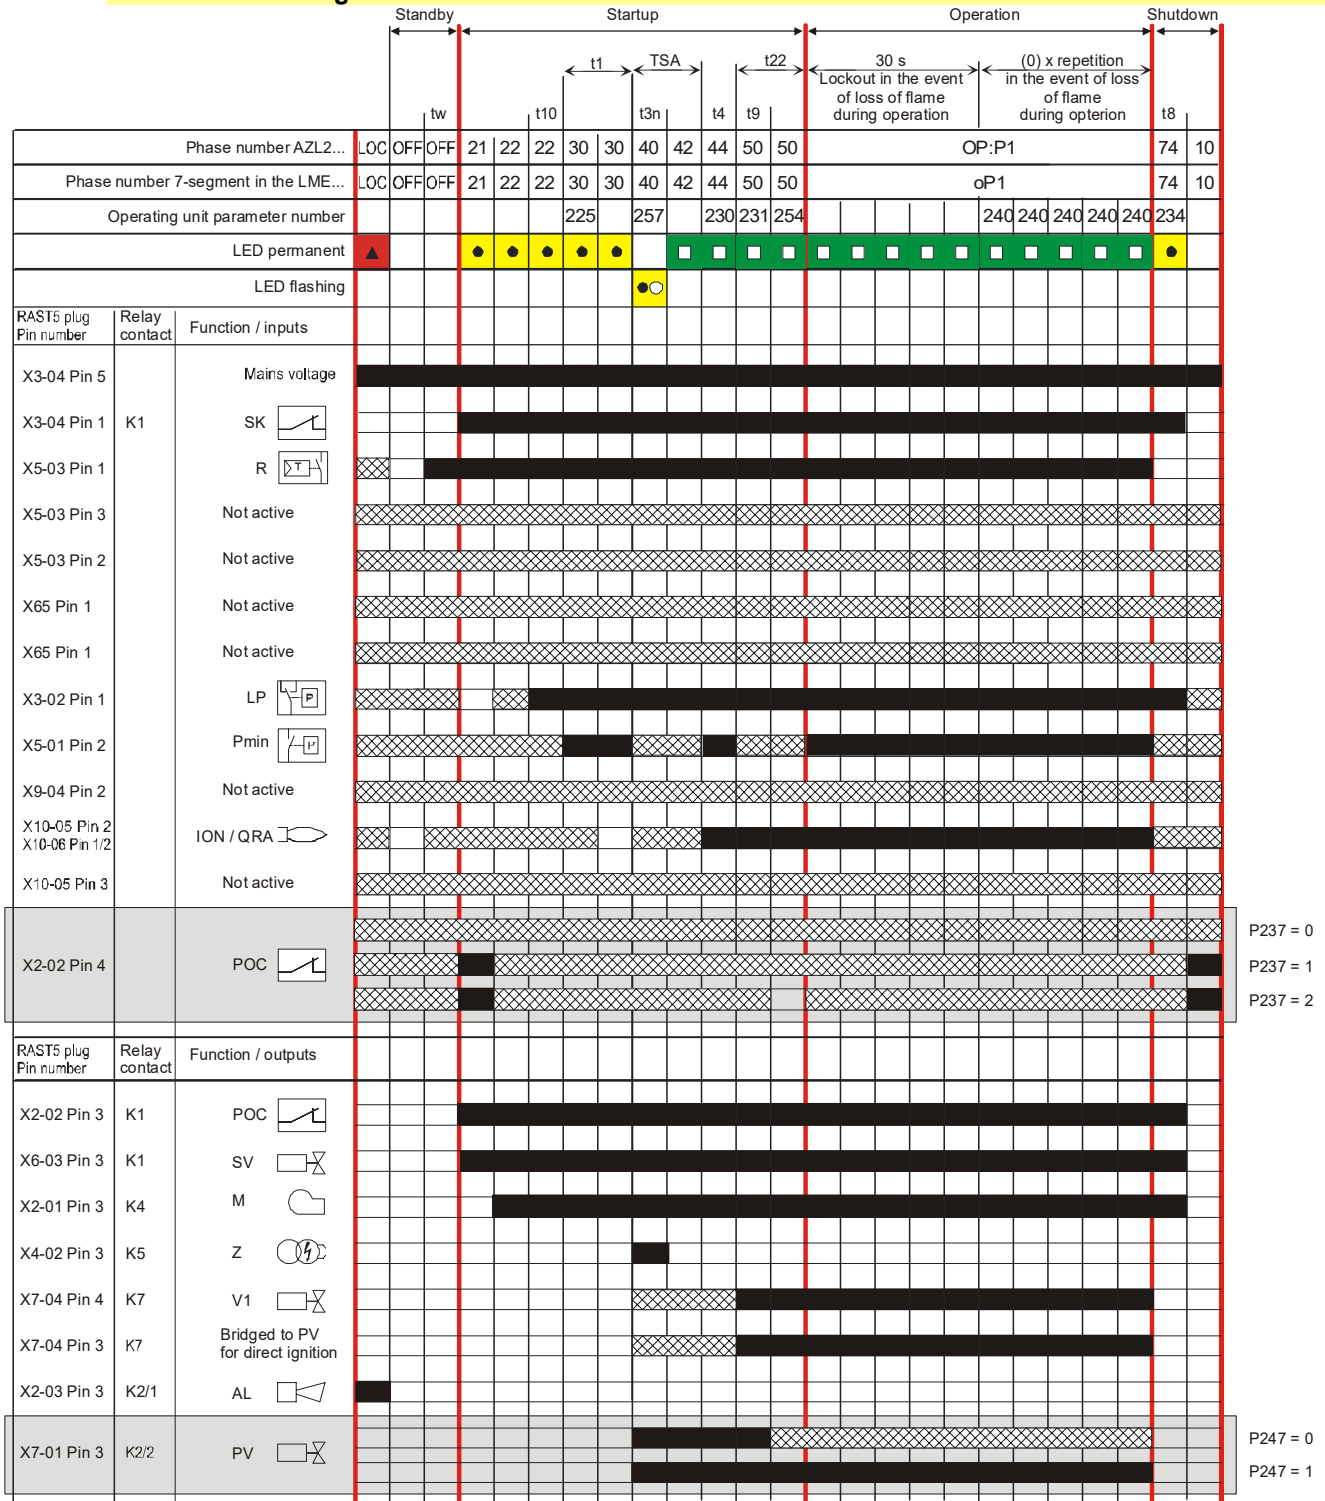 Standby Startup Operation Shutdown
t1 TSA t22 30 s (0) x repetition
Lockout in the event in the event of loss
of loss of flame of flame
tw t10 t3n t4 t9 during operation during opterion t8
Phase number AZL2... LOC OFF OFF 21 22 22 30 30 40 42 44 50 50 OP:P1 74 10
Phase number 7-segment in the LME... LOC OFF OFF 21 22 22 30 30 40 42 44 50 50 oP1 74 10
Operating unit parameter number 225 257 230 231 254 240 240 240 240 240 234
LED permanent
LED flashing
RAST5 plug Relay
Pin number contact Function / inputs
X3-04 Pin 5 Mains voltage
X3-04 Pin 1 K1 SK
X5-03 Pin 1 R T
X5-03 Pin 3 Not active
X5-03 Pin 2 Not active
X65 Pin 1 Not active
X65 Pin 1 Not active
X3-02 Pin 1 LP P
X5-01 Pin 2 Pmin P
X9-04 Pin 2 Not active
X10-05 Pin 2
X10-06 Pin 1/2 ION / QRA
X10-05 Pin 3 Not active
P237 = 0
X2-02 Pin 4 POC P237 = 1
P237 = 2
RAST5 plug Relay
Pin number contact Function / outputs
X2-02 Pin 3 K1 POC
X6-03 Pin 3 K1 SV
X2-01 Pin 3 K4 M
X4-02 Pin 3 K5 Z
X7-04 Pin 4 K7 V1
X7-04 Pin 3 K7 Bridged to PV
for direct ignition
X2-03 Pin 3 K2/1 AL
P247 = 0
X7-01 Pin 3 K2/2 PV
P247 = 1